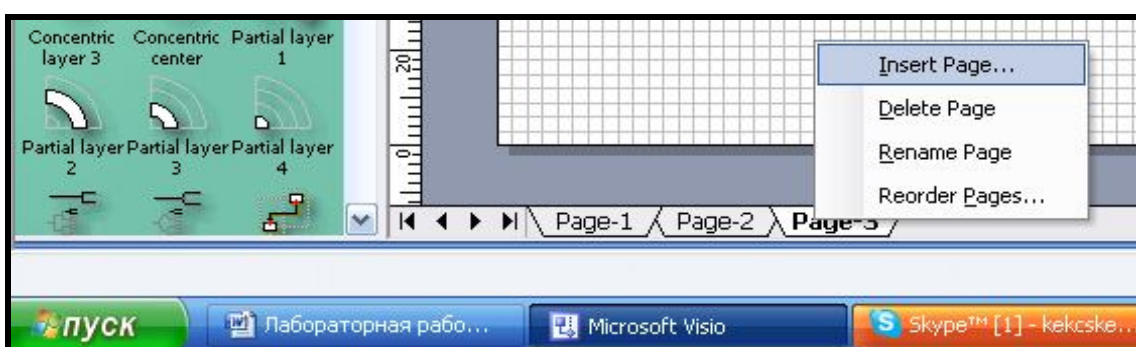 Concentric layer 3
Concentric center
Partial layer 1
Partial layer 2
Partial layer 3
Partial layer 4
20
0
Insert Page...
Delete Page
Rename Page
Reorder Pages...
Page-1
Page-2
Page-3
пуск
Лабораторная рабо...
Microsoft Visio
Skype™ [1] - kekcske...